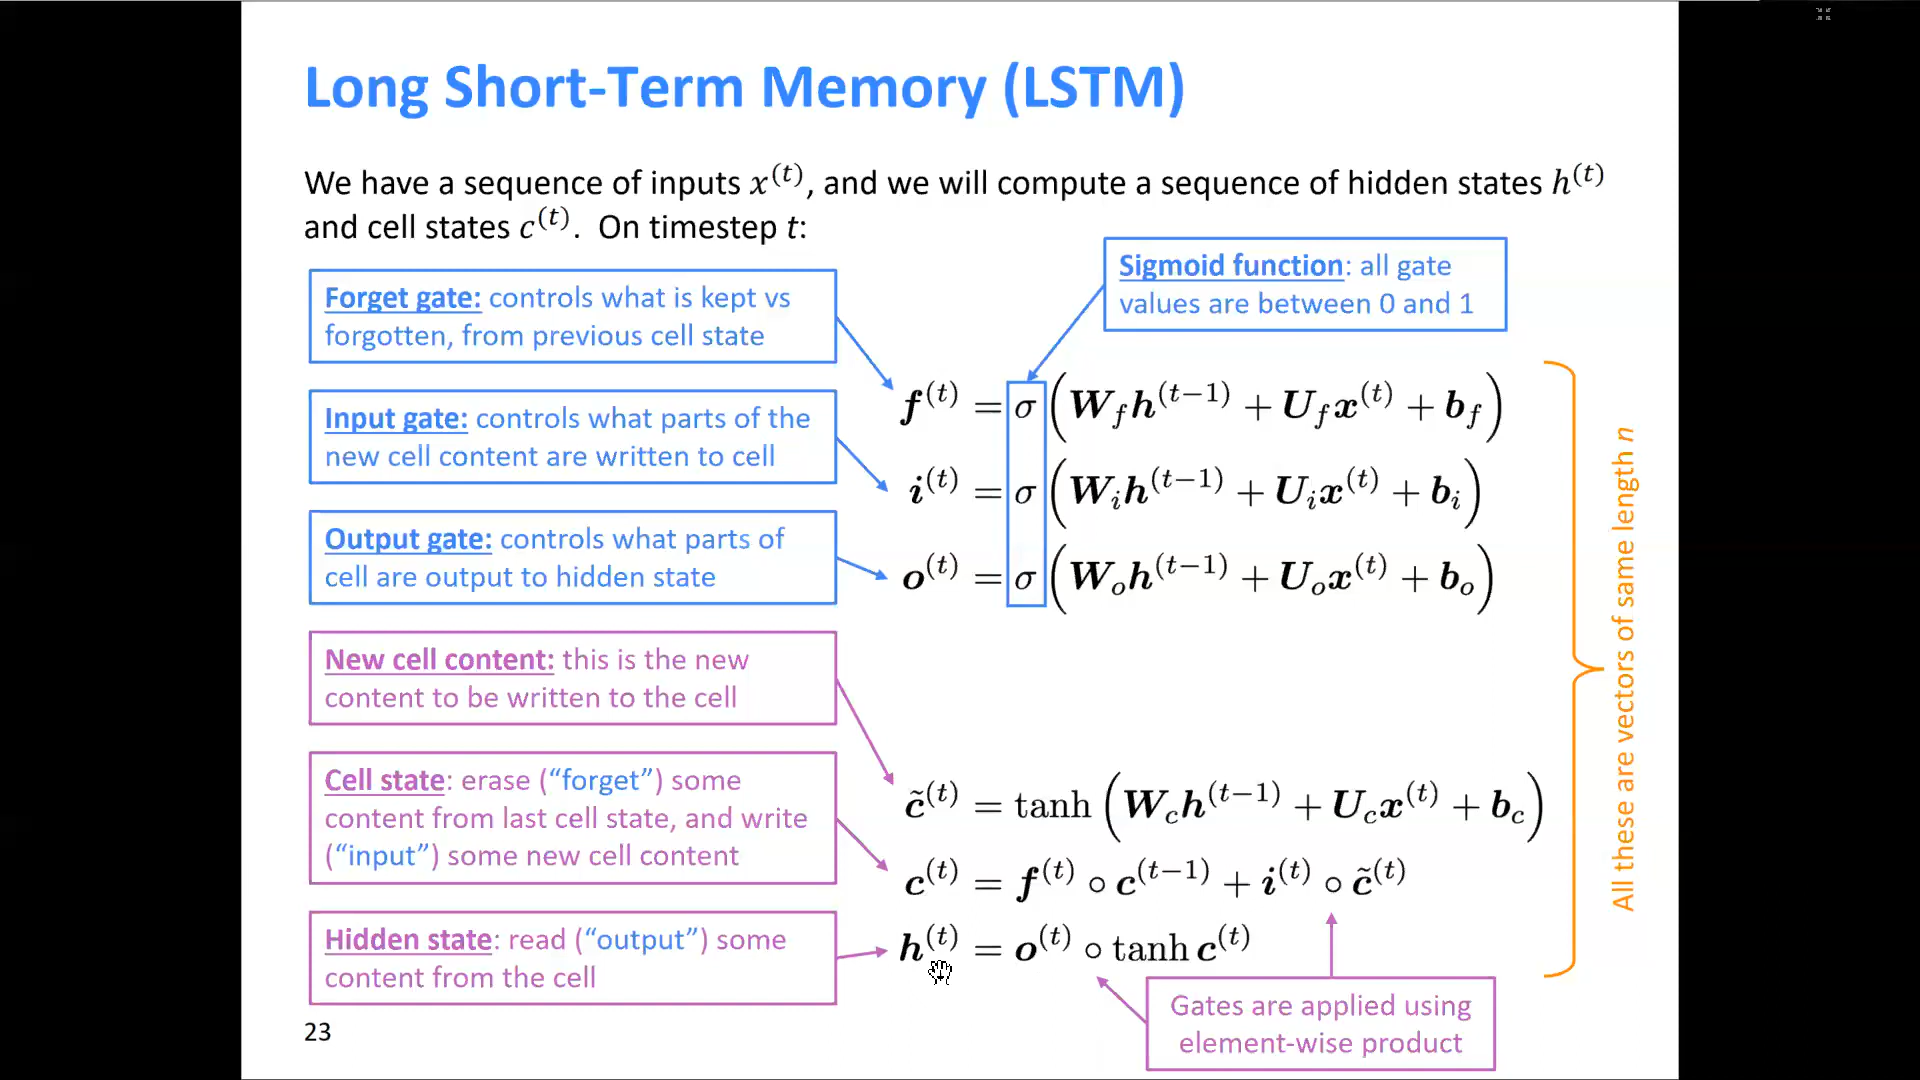 Long Short-Term Memory (LSTM)
We have a sequence of inputs x^(t), and we will compute a sequence of hidden states h^(t)
and cell states c^(t). On timestep t:
Sigmoid function: all gate
values are between 0 and 1
Forget gate: controls what is kept vs
forgotten, from previous cell state
f^(t) = σ(W_f h^(t−1) + U_f x^(t) + b_f)
Input gate: controls what parts of the
new cell content are written to cell
i^(t) = σ(W_i h^(t−1) + U_i x^(t) + b_i)
Output gate: controls what parts of
cell are output to hidden state
o^(t) = σ(W_o h^(t−1) + U_o x^(t) + b_o)
New cell content: this is the new
content to be written to the cell
c̃^(t) = tanh(W_c h^(t−1) + U_c x^(t) + b_c)
Cell state: erase (“forget”) some
content from last cell state, and write
(“input”) some new cell content
c^(t) = f^(t) ∘ c^(t−1) + i^(t) ∘ c̃^(t)
Hidden state: read (“output”) some
content from the cell
h^(t) = o^(t) ∘ tanh c^(t)
Gates are applied using
element-wise product
All these are vectors of same length n
23